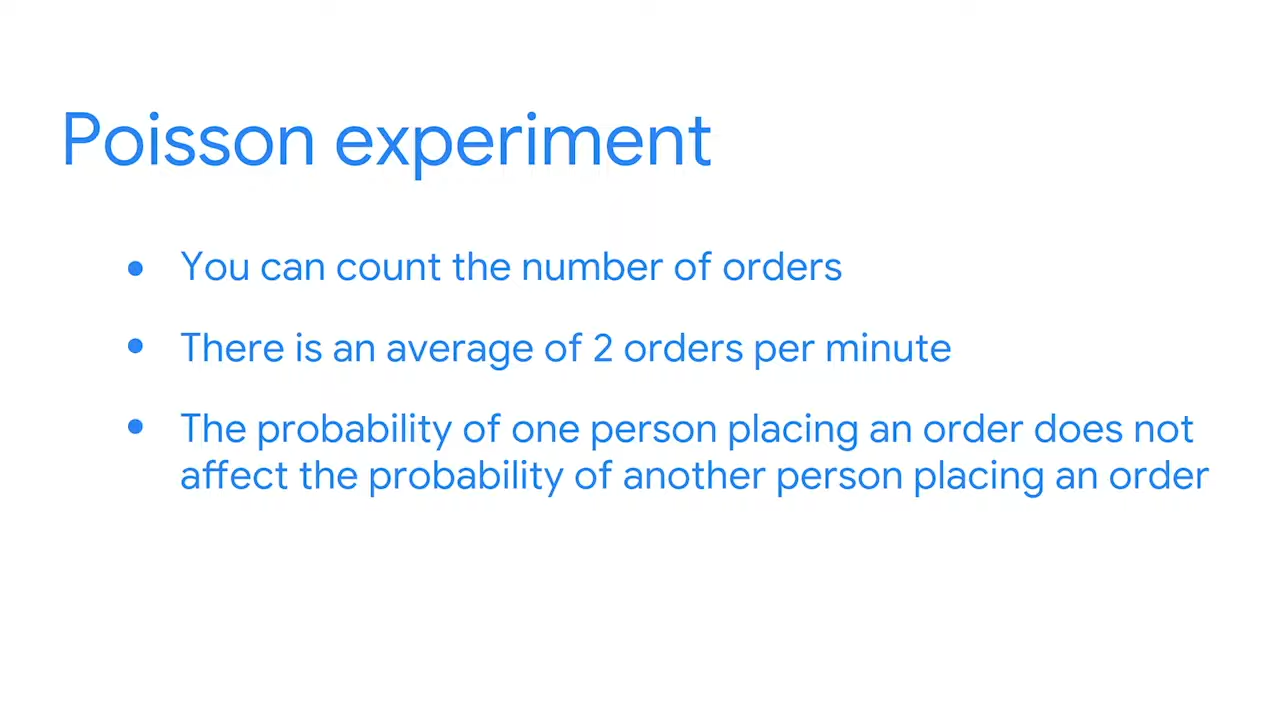 Poisson experiment
● You can count the number of orders
● There is an average of 2 orders per minute
● The probability of one person placing an order does not
affect the probability of another person placing an order